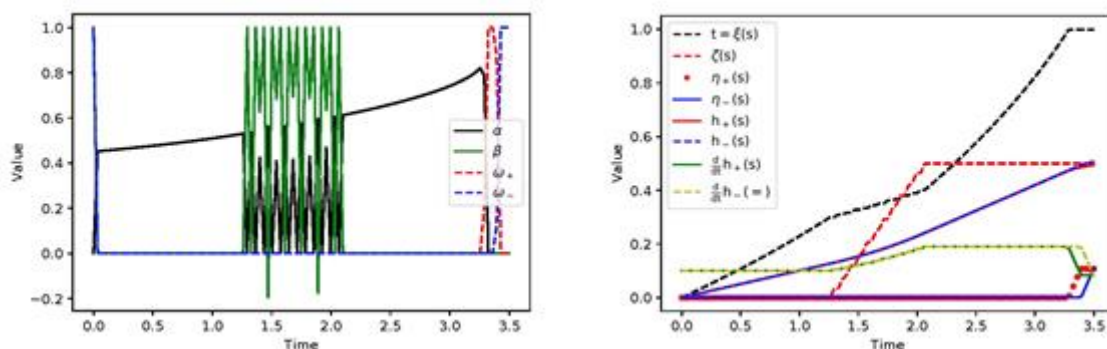 1.0
0.8
0.6
0.4
0.2
0.0
−0.2
Value
α
β
ω₊
ω₋
0.0 0.5 1.0 1.5 2.0 2.5 3.0 3.5
Time
1.0
0.8
0.6
0.4
0.2
0.0
Value
t = ξ(s)
ζ(s)
η₊(s)
η₋(s)
h₊(s)
h₋(s)
d/dt h₊(s)
d/dt h₋(=)
0.0 0.5 1.0 1.5 2.0 2.5 3.0 3.5
Time